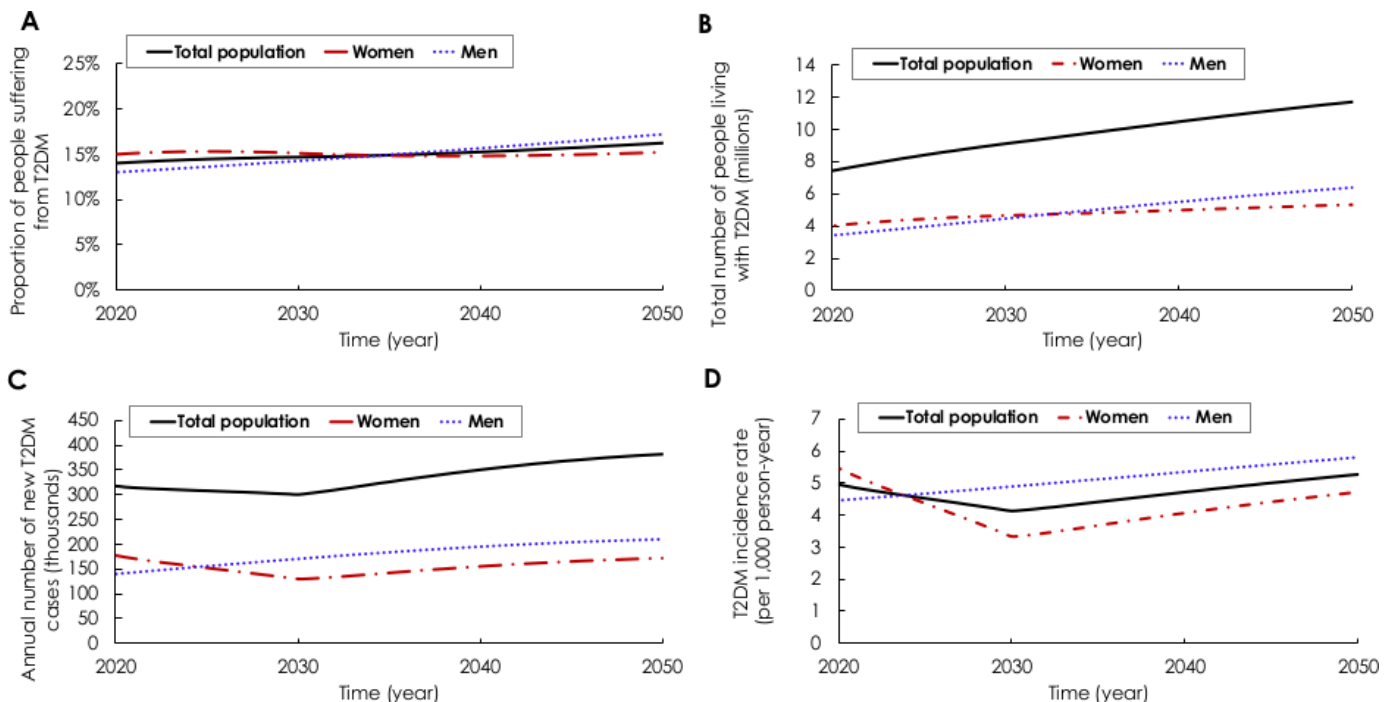 A
Total population Women Men
Proportion of people suffering
from T2DM
25%
20%
15%
10%
5%
0%
2020 2030 2040 2050
Time (year)
B
Total population Women Men
Total number of people living
with T2DM (millions)
14
12
10
8
6
4
2
0
2020 2030 2040 2050
Time (year)
C
Total population Women Men
Annual number of new T2DM
cases (thousands)
450
400
350
300
250
200
150
100
50
0
2020 2030 2040 2050
Time (year)
D
Total population Women Men
T2DM incidence rate
(per 1,000 person-year)
7
6
5
4
3
2
1
0
2020 2030 2040 2050
Time (year)